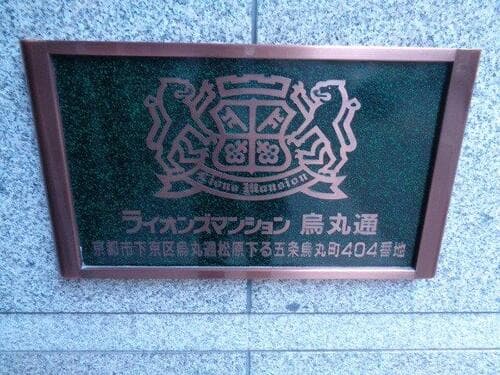 Lions Mansion
ライオンズマンション 烏丸通
京都市下京区烏丸通松原下る五条烏丸町404番地